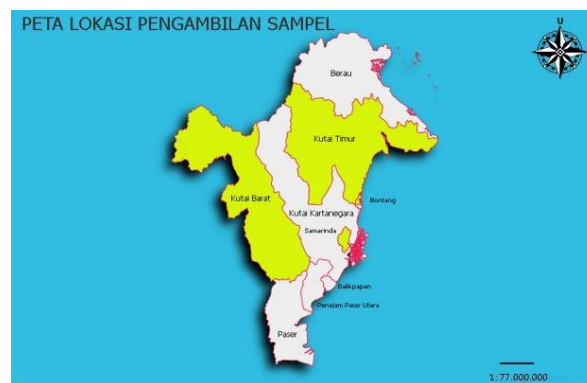 PETA LOKASI PENGAMBILAN SAMPEL
U
Berau
Kutai Timur
Kutai Barat
Bontang
Kutai Kartanegara
Samarinda
Balikpapan
Penajam Paser Utara
Paser
1:77.000.000